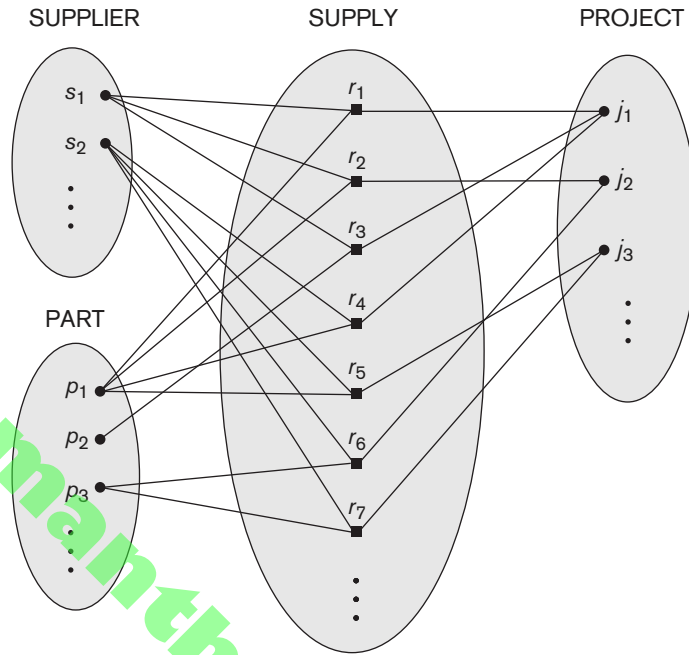 SUPPLIER
SUPPLY
PROJECT
s1
s2
r1
r2
r3
r4
r5
r6
r7
j1
j2
j3
PART
p1
p2
p3
manth